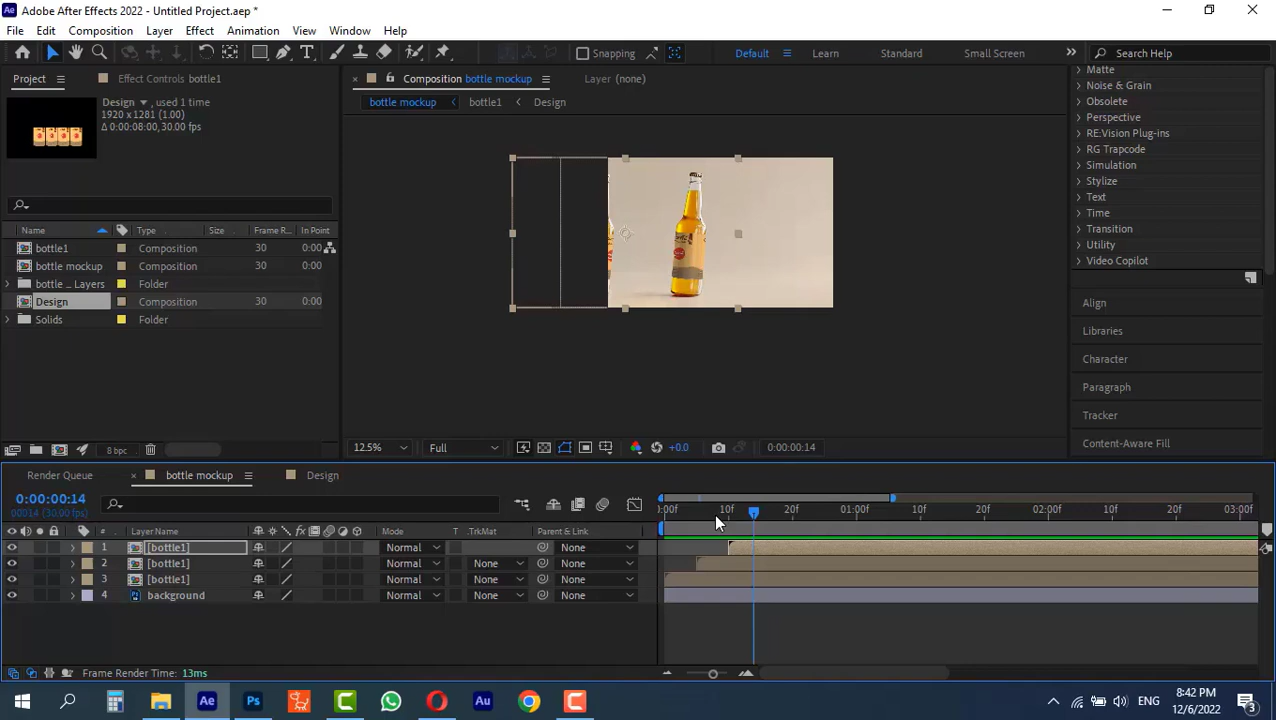 Adobe After Effects 2022 - Untitled Project.aep *
File Edit Composition Layer Effect Animation View Window Help
Snapping Default Learn Standard Small Screen Search Help
Project Effect Controls bottle1
Composition bottle mockup Layer (none)
bottle mockup bottle1 Design
Design , used 1 time
1920 x 1281 (1.00)
Δ 0:00:08:00, 30.00 fps
Name Type Size Frame R... In Point
bottle1 Composition 30 0:00
bottle mockup Composition 30 0:00
bottle ... Layers Folder
Design Composition 30 0:00
Solids Folder
8 bpc
12.5% Full +0.0 0:00:00:14
Matte
Noise & Grain
Obsolete
Perspective
RE:Vision Plug-ins
RG Trapcode
Simulation
Stylize
Text
Time
Transition
Utility
Video Copilot
Align
Libraries
Character
Paragraph
Tracker
Content-Aware Fill
Render Queue bottle mockup Design
0:00:00:14
00014 (30.00 fps)
:00f 10f 20f 01:00f 10f 20f 02:00f 10f 20f 03:00f
# Layer Name fx Mode T .TrkMat Parent & Link
1 [bottle1] Normal None
2 [bottle1] Normal None None
3 [bottle1] Normal None None
4 background Normal None None
Frame Render Time: 13ms
Ae Ps Au ENG 8:42 PM
12/6/2022
3